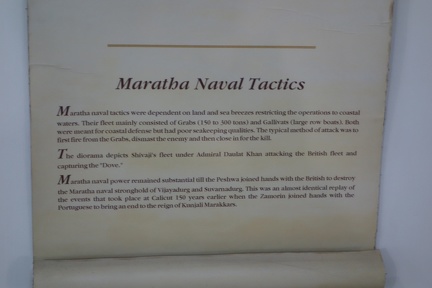 Maratha Naval Tactics
Maratha naval tactics were dependent on land and sea breezes restricting the operations to coastal
waters. Their fleet mainly consisted of Grabs (150 to 300 tons) and Gallivats (large row boats). Both
were meant for coastal defense but had poor seakeeping qualities. The typical method of attack was to
first fire from the Grabs, dismast the enemy and then close in for the kill.
The diorama depicts Shivaji's fleet under Admiral Daulat Khan attacking the British fleet and
capturing the "Dove."
Maratha naval power remained substantial till the Peshwa joined hands with the British to destroy
the Maratha naval stronghold of Vijayadurg and Suvarnadurg. This was an almost identical replay of
the events that took place at Calicut 150 years earlier when the Zamorin joined hands with the
Portuguese to bring an end to the reign of Kunjali Marakkars.